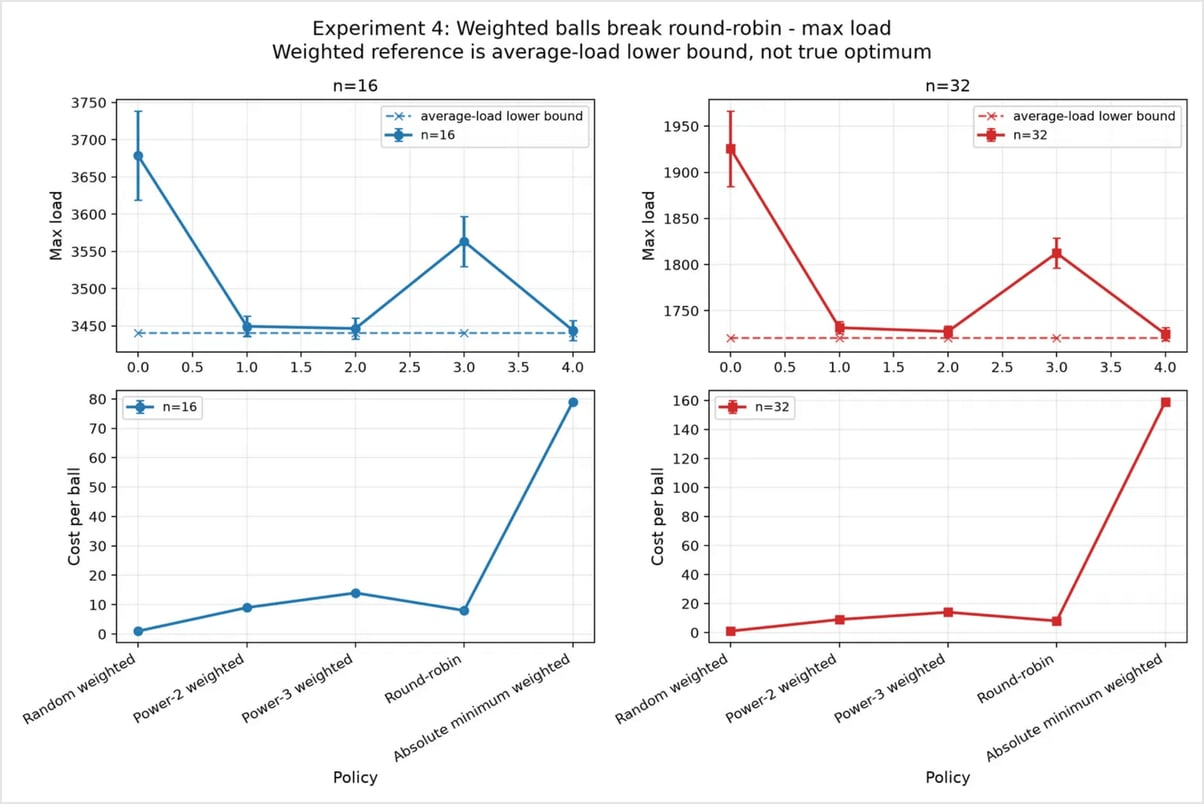 Experiment 4: Weighted balls break round-robin - max load
Weighted reference is average-load lower bound, not true optimum
n=16
Max load
3750
3700
3650
3600
3550
3500
3450
average-load lower bound
n=16
0.0 0.5 1.0 1.5 2.0 2.5 3.0 3.5 4.0
n=32
Max load
1950
1900
1850
1800
1750
average-load lower bound
n=32
0.0 0.5 1.0 1.5 2.0 2.5 3.0 3.5 4.0
Cost per ball
80
70
60
50
40
30
20
10
0
n=16
Random weighted
Power-2 weighted
Power-3 weighted
Round-robin
Absolute minimum weighted
Policy
Cost per ball
160
140
120
100
80
60
40
20
0
n=32
Random weighted
Power-2 weighted
Power-3 weighted
Round-robin
Absolute minimum weighted
Policy